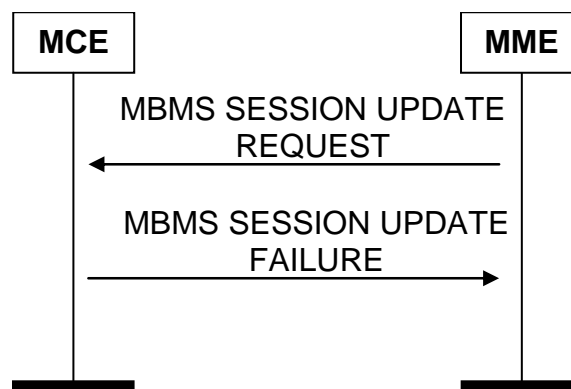 MCE
MME
MBMS SESSION UPDATE
REQUEST
MBMS SESSION UPDATE
FAILURE